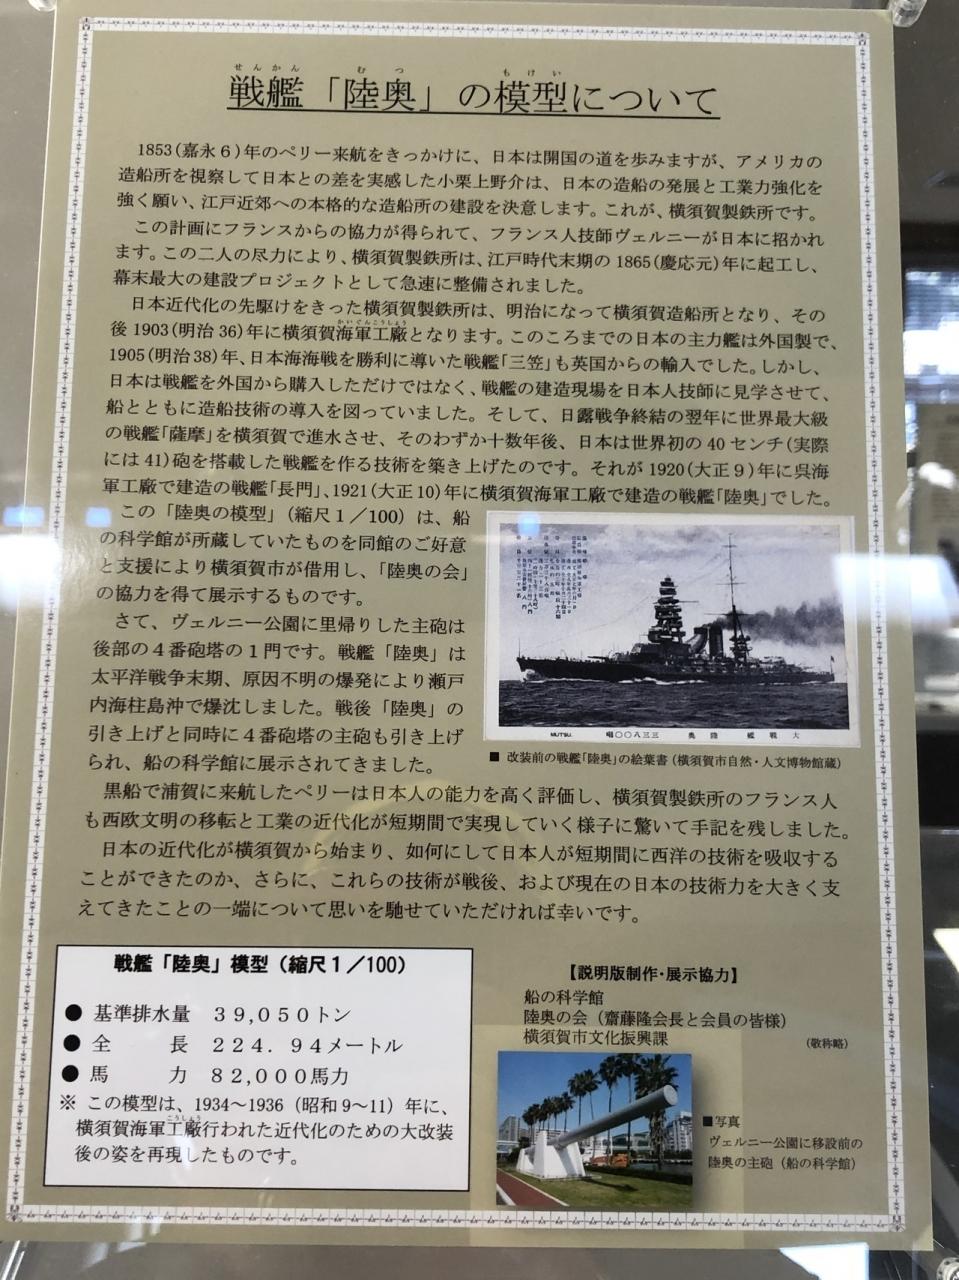 せんかん むつ もけい
戦艦「陸奥」の模型について
1853(嘉永6)年のペリー来航をきっかけに、日本は開国の道を歩みますが、アメリカの
造船所を視察して日本との差を実感した小栗上野介は、日本の造船の発展と工業力強化を
強く願い、江戸近郊への本格的な造船所の建設を決意します。これが、横須賀製鉄所です。
この計画にフランスからの協力が得られて、フランス人技師ヴェルニーが日本に招かれ
ます。この二人の尽力により、横須賀製鉄所は、江戸時代末期の1865(慶応元)年に起工し、
幕末最大の建設プロジェクトとして急速に整備されました。
日本近代化の先駆けをきった横須賀製鉄所は、明治になって横須賀造船所となり、その
かいぐんこうしょう
後1903(明治36)年に横須賀海軍工廠となります。このころまでの日本の主力艦は外国製で、
1905(明治38)年、日本海海戦を勝利に導いた戦艦「三笠」も英国からの輸入でした。しかし、
日本は戦艦を外国から購入しただけではなく、戦艦の建造現場を日本人技師に見学させて、
船とともに造船技術の導入を図っていました。そして、日露戦争終結の翌年に世界最大級
の戦艦「薩摩」を横須賀で進水させ、そのわずか十数年後、日本は世界初の40センチ(実際
には41)砲を搭載した戦艦を作る技術を築き上げたのです。それが1920(大正9)年に呉海
軍工廠で建造の戦艦「長門」、1921(大正10)年に横須賀海軍工廠で建造の戦艦「陸奥」でした。
この「陸奥の模型」(縮尺1/100)は、船
の科学館が所蔵していたものを同館のご好意
と支援により横須賀市が借用し、「陸奥の会」
の協力を得て展示するものです。
さて、ヴェルニー公園に里帰りした主砲は
後部の4番砲塔の1門です。戦艦「陸奥」は
太平洋戦争末期、原因不明の爆発により瀬戸
内海柱島沖で爆沈しました。戦後「陸奥」の
引き上げと同時に4番砲塔の主砲も引き上げ
られ、船の科学館に展示されてきました。
MUTSU. 唱〇〇八三三 奥陸艦戦大
■ 改装前の戦艦「陸奥」の絵葉書(横須賀市自然・人文博物館蔵)
黒船で浦賀に来航したペリーは日本人の能力を高く評価し、横須賀製鉄所のフランス人
も西欧文明の移転と工業の近代化が短期間で実現していく様子に驚いて手記を残しました。
日本の近代化が横須賀から始まり、如何にして日本人が短期間に西洋の技術を吸収する
ことができたのか、さらに、これらの技術が戦後、および現在の日本の技術力を大きく支
えてきたことの一端について思いを馳せていただければ幸いです。
戦艦「陸奥」模型(縮尺1/100)
● 基準排水量 39,050トン
● 全長 224.94メートル
● 馬力 82,000馬力
※ この模型は、1934~1936(昭和9~11)年に、
こうしょう
横須賀海軍工廠行われた近代化のための大改装
後の姿を再現したものです。
【説明版制作・展示協力】
船の科学館
陸奥の会(齋藤隆会長と会員の皆様)
横須賀市文化振興課
(敬称略)
■写真
ヴェルニー公園に移設前の
陸奥の主砲(船の科学館)